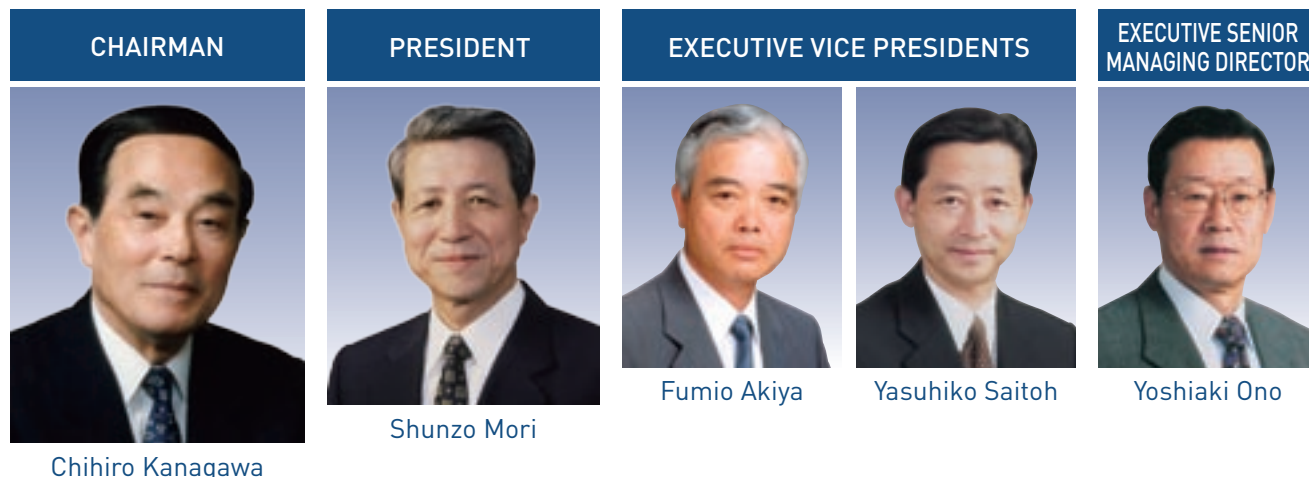 CHAIRMAN
PRESIDENT
EXECUTIVE VICE PRESIDENTS
EXECUTIVE SENIOR
MANAGING DIRECTOR
Fumio Akiya
Yasuhiko Saitoh
Yoshiaki Ono
Shunzo Mori
Chihiro Kanagawa